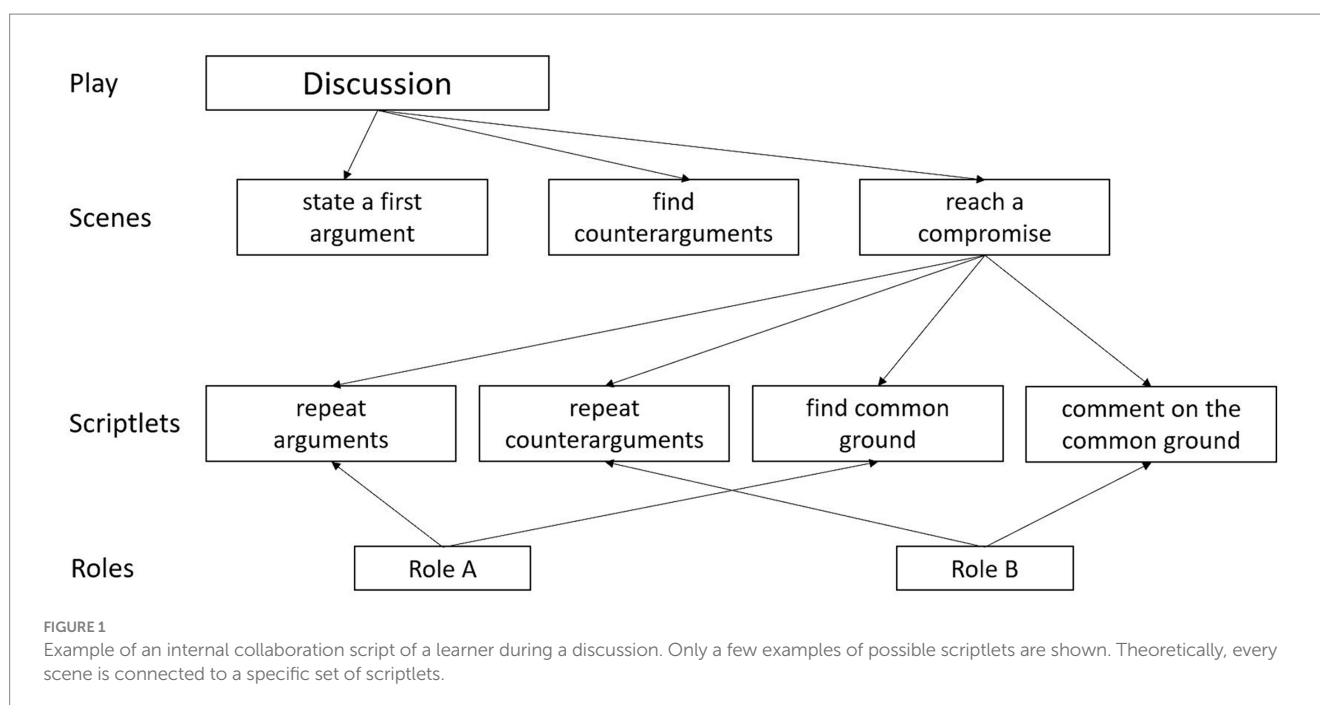 Play
Discussion
Scenes
state a first
argument
find
counterarguments
reach a
compromise
Scriptlets
repeat
arguments
repeat
counterarguments
find common
ground
comment on the
common ground
Roles
Role A
Role B
FIGURE 1
Example of an internal collaboration script of a learner during a discussion. Only a few examples of possible scriptlets are shown. Theoretically, every
scene is connected to a specific set of scriptlets.